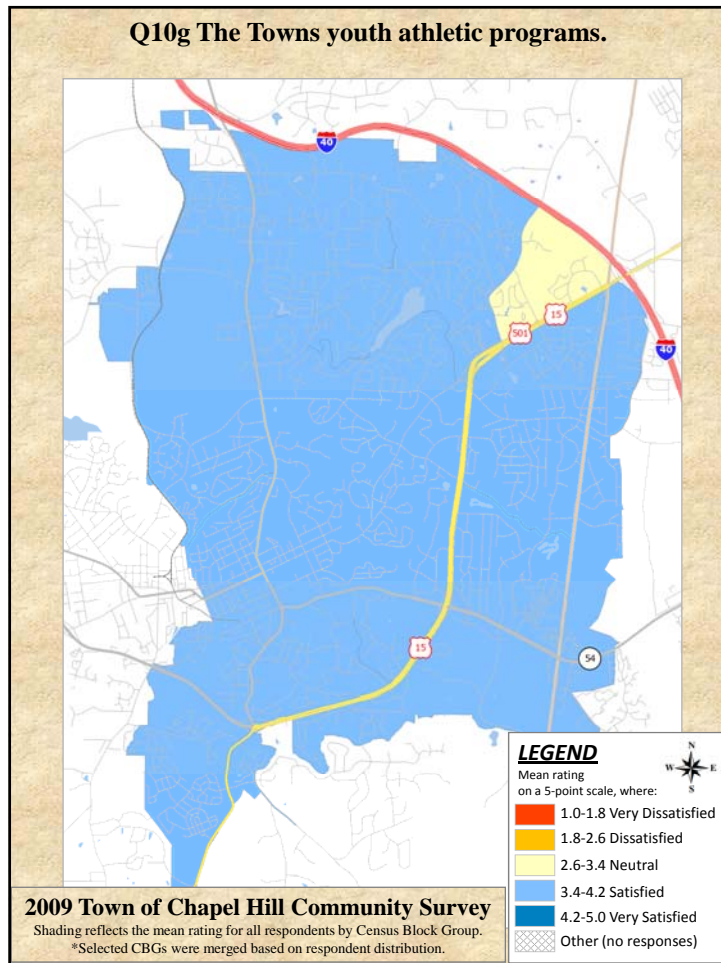 Q10g The Towns youth athletic programs.
40
15
501
40
15
54
LEGEND
Mean rating
on a 5-point scale, where:
N
W E
S
1.0-1.8 Very Dissatisfied
1.8-2.6 Dissatisfied
2.6-3.4 Neutral
3.4-4.2 Satisfied
4.2-5.0 Very Satisfied
Other (no responses)
2009 Town of Chapel Hill Community Survey
Shading reflects the mean rating for all respondents by Census Block Group.
*Selected CBGs were merged based on respondent distribution.